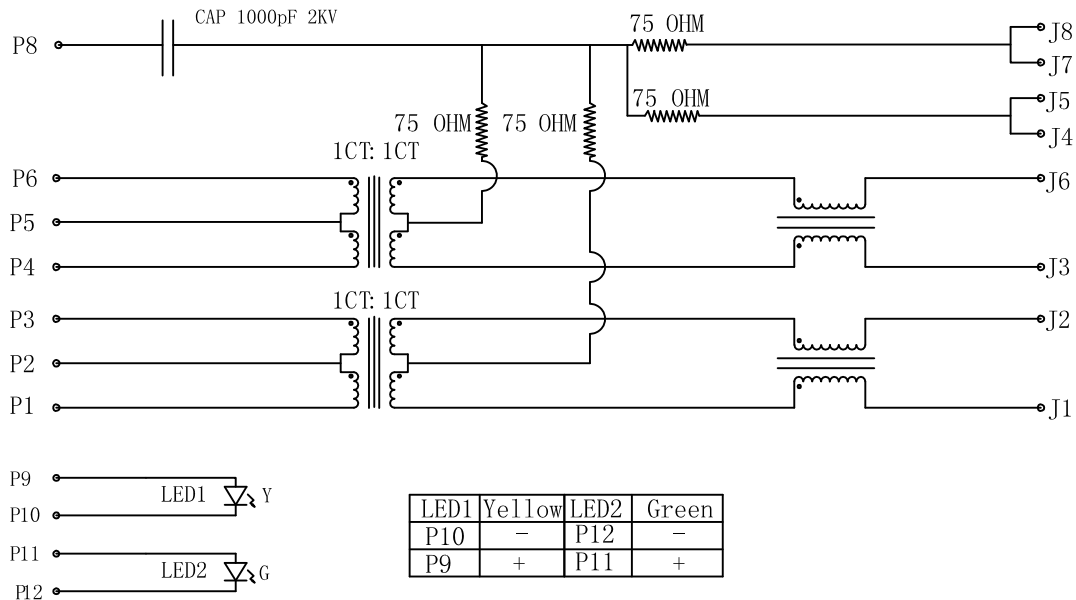 CAP 1000pF 2KV
P8
75 OHM
J8
J7
75 OHM
J5
J4
75 OHM 75 OHM
1CT: 1CT
P6
J6
P5
P4
J3
1CT: 1CT
P3
J2
P2
P1
J1
P9
LED1 Y
P10
P11
LED2 G
P12
LED1 Yellow LED2 Green
P10 - P12 -
P9 + P11 +